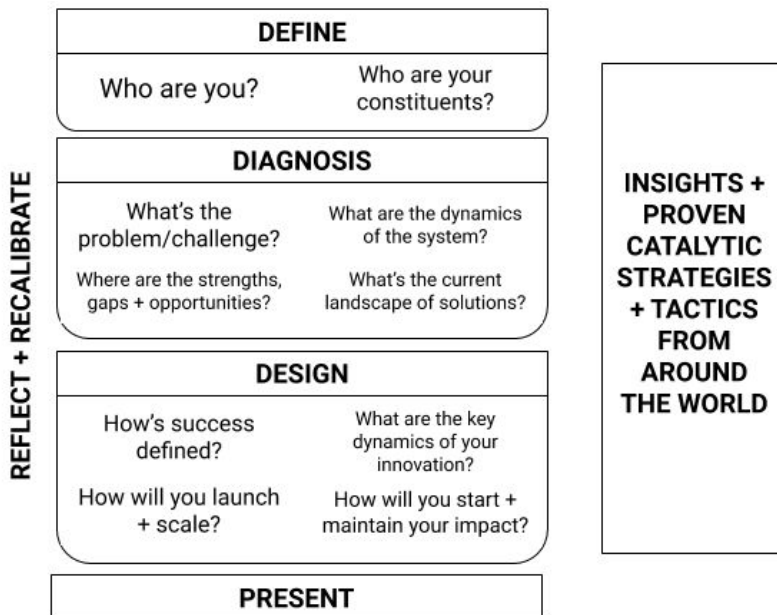 DEFINE
Who are you?
Who are your
constituents?
REFLECT + RECALIBRATE
DIAGNOSIS
What's the
problem/challenge?
What are the dynamics
of the system?
Where are the strengths,
gaps + opportunities?
What's the current
landscape of solutions?
DESIGN
How's success
defined?
What are the key
dynamics of your
innovation?
How will you launch
+ scale?
How will you start +
maintain your impact?
PRESENT
INSIGHTS +
PROVEN
CATALYTIC
STRATEGIES
+ TACTICS
FROM
AROUND
THE WORLD